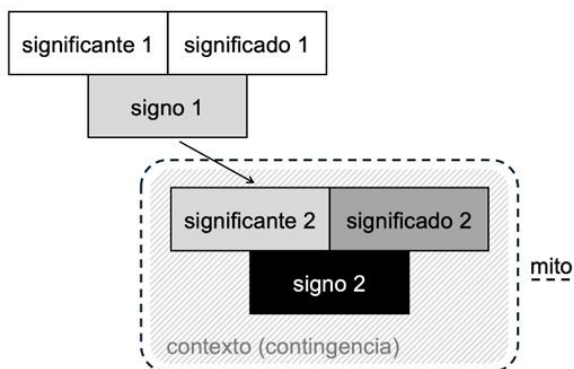 significante 1 significado 1
signo 1
significante 2 significado 2
mito
signo 2
contexto (contingencia)